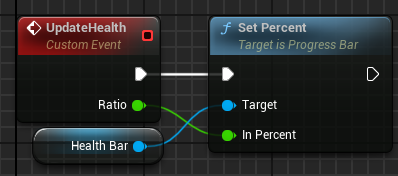 UpdateHealth
Custom Event
Ratio
Health Bar
Set Percent
Target is Progress Bar
Target
In Percent